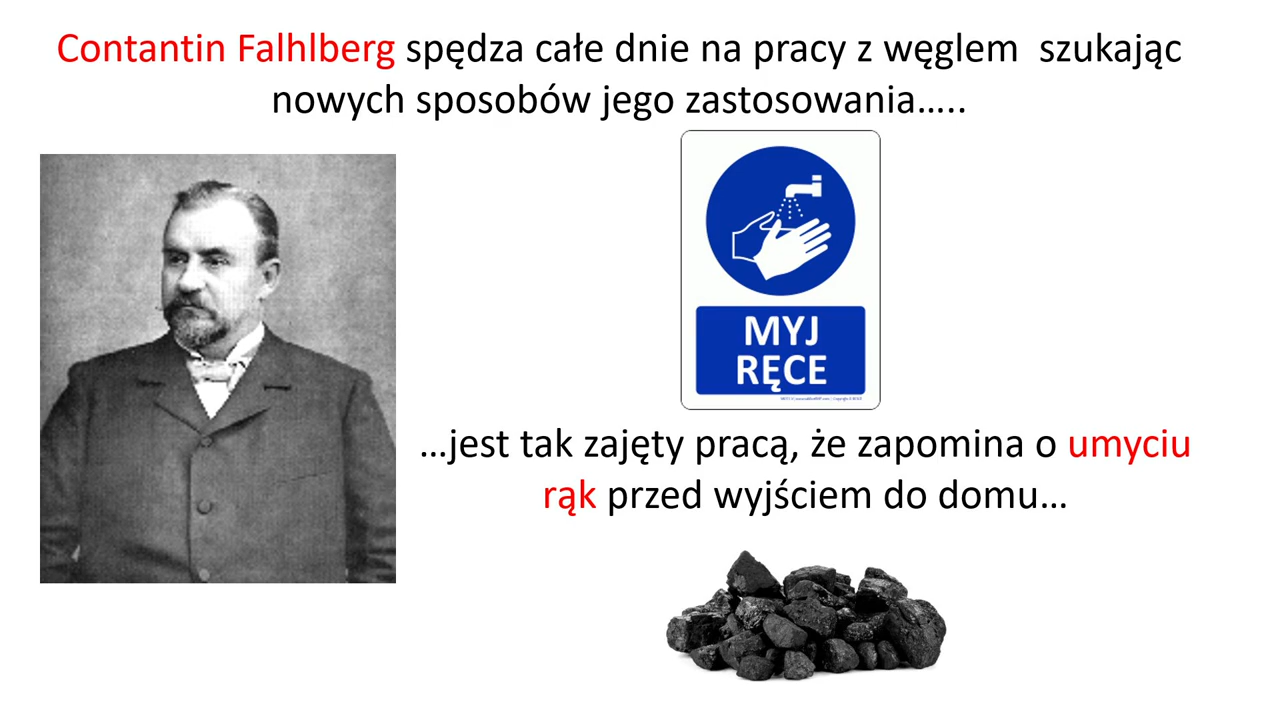 Contantin Falhlberg spędza całe dnie na pracy z węglem  szukając
nowych sposobów jego zastosowania…..
MYJ
RĘCE
…jest tak zajęty pracą, że zapomina o umyciu
rąk przed wyjściem do domu…